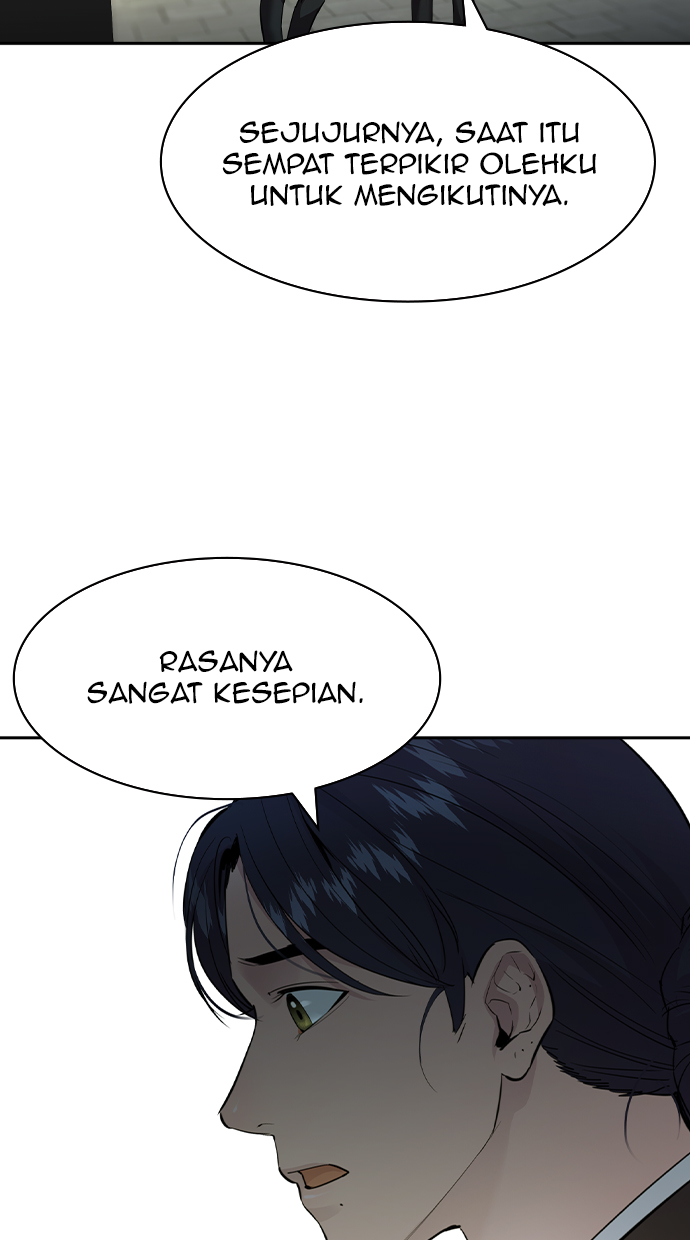 SEJUJURNYA, SAAT ITU
SEMPAT TERPIKIR OLEHKU
UNTUK MENGIKUTINYA.
RASANYA
SANGAT KESEPIAN.